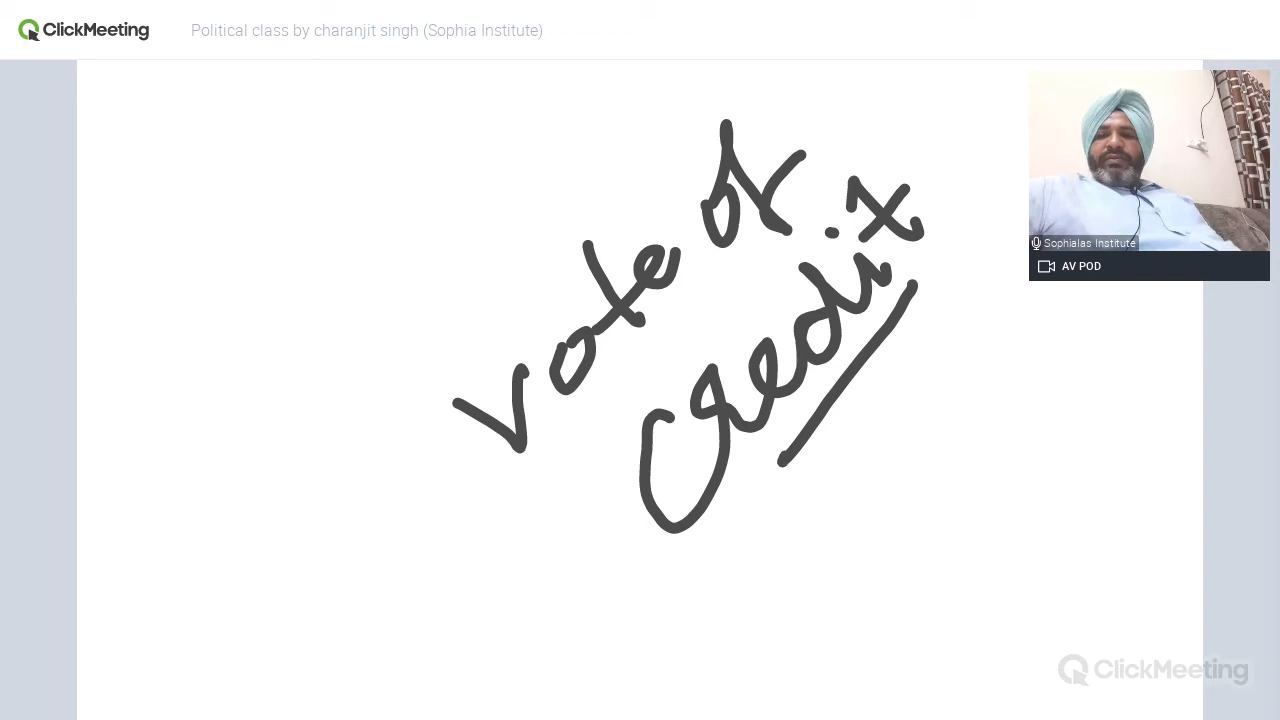 ClickMeeting
Political class by charanjit singh (Sophia Institute)
vote of
credit
Sophialas Institute
AV POD
ClickMeeting